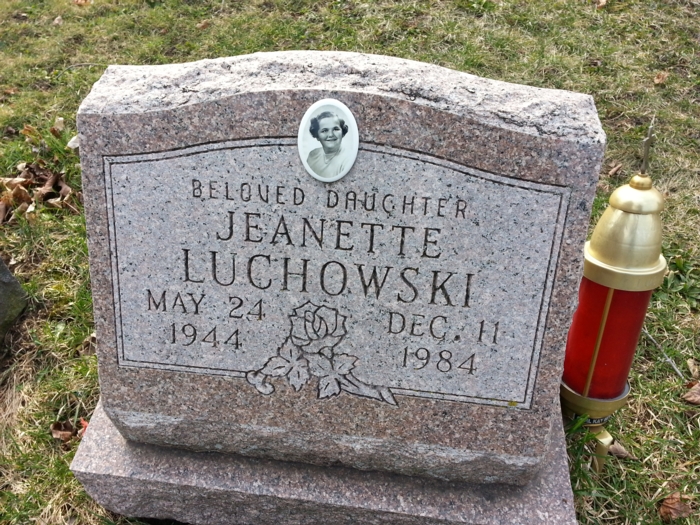 BELOVED DAUGHTER
JEANETTE
LUCHOWSKI
MAY 24
1944
DEC. 11
1984